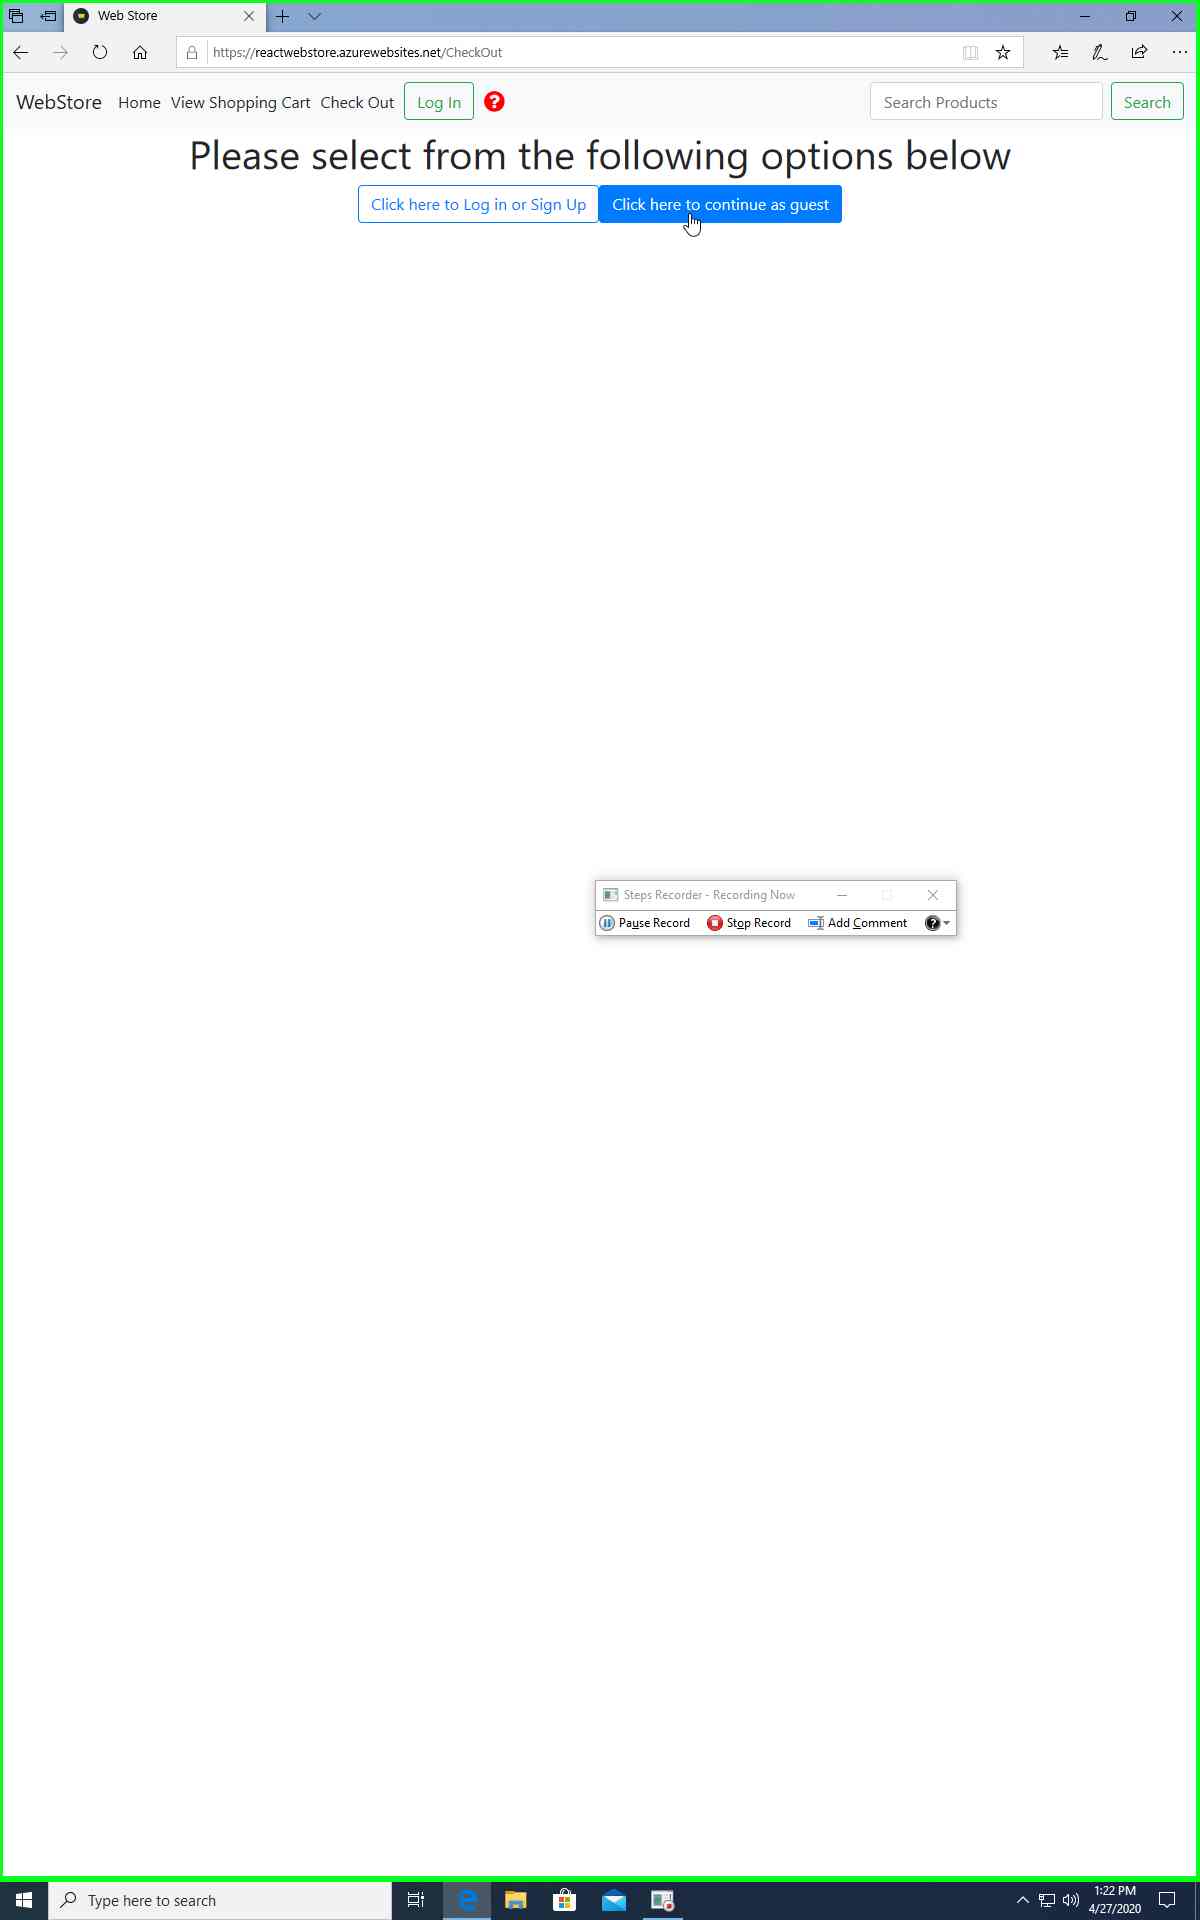 Web Store
https://reactwebstore.azurewebsites.net/CheckOut
WebStore Home View Shopping Cart Check Out Log In ? Search Products Search
Please select from the following options below
Click here to Log in or Sign Up Click here to continue as guest
Steps Recorder - Recording Now
Pause Record Stop Record Add Comment ?
Type here to search
1:22 PM
4/27/2020